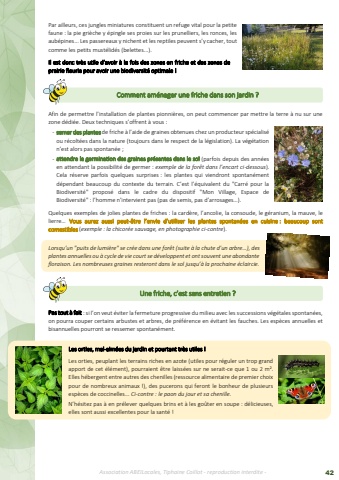 Par ailleurs, ces jungles miniatures constituent un refuge vital pour la petite
faune : la pie grièche y épingle ses proies sur les prunelliers, les ronces, les
aubépines... Les passereaux y nichent et les reptiles peuvent s'y cacher, tout
comme les petits mustélidés (belettes...).
Il est donc très utile d'avoir à la fois des zones en friche et des zones de
prairie fleurie pour avoir une biodiversité optimale !
Comment aménager une friche dans son jardin ?
Afin de permettre l'installation de plantes pionnières, on peut commencer par mettre la terre à nu sur une
zone dédiée. Deux techniques s'offrent à vous :
- semer des plantes de friche à l'aide de graines obtenues chez un producteur spécialisé
ou récoltées dans la nature (toujours dans le respect de la législation). La végétation
n'est alors pas spontanée ;
- attendre la germination des graines présentes dans le sol (parfois depuis des années
en attendant la possibilité de germer : exemple de la forêt dans l'encart ci-dessous).
Cela réserve parfois quelques surprises : les plantes qui viendront spontanément
dépendant beaucoup du contexte du terrain. C'est l'équivalent du "Carré pour la
Biodiversité" proposé dans le cadre du dispositif "Mon Village, Espace de
Biodiversité" : l'homme n'intervient pas (pas de semis, pas d'arrosages...).
Quelques exemples de jolies plantes de friches : la cardère, l'ancolie, la consoude, le géranium, la mauve, le
lierre... Vous aurez aussi peut-être l'envie d'utiliser les plantes spontanées en cuisine : beaucoup sont
comestibles (exemple : la chicorée sauvage, en photographie ci-contre).
Lorsqu'un "puits de lumière" se crée dans une forêt (suite à la chute d'un arbre...), des
plantes annuelles ou à cycle de vie court se développent et ont souvent une abondante
floraison. Les nombreuses graines resteront dans le sol jusqu'à la prochaine éclaircie.
Une friche, c'est sans entretien ?
Pas tout à fait : si l'on veut éviter la fermeture progressive du milieu avec les successions végétales spontanées,
on pourra couper certains arbustes et arbres, de préférence en évitant les fauches. Les espèces annuelles et
bisannuelles pourront se ressemer spontanément.
Les orties, mal-aimées du jardin et pourtant très utiles !
Les orties, peuplant les terrains riches en azote (utiles pour réguler un trop grand
apport de cet élément), pourraient être laissées sur ne serait-ce que 1 ou 2 m².
Elles hébergent entre autres des chenilles (ressource alimentaire de premier choix
pour de nombreux animaux !), des pucerons qui feront le bonheur de plusieurs
espèces de coccinelles... Ci-contre : le paon du jour et sa chenille.
N'hésitez pas à en prélever quelques brins et à les goûter en soupe : délicieuses,
elles sont aussi excellentes pour la santé !
Association ARBEscoales, Tiphanie Caillot - reproduction interdite -
42